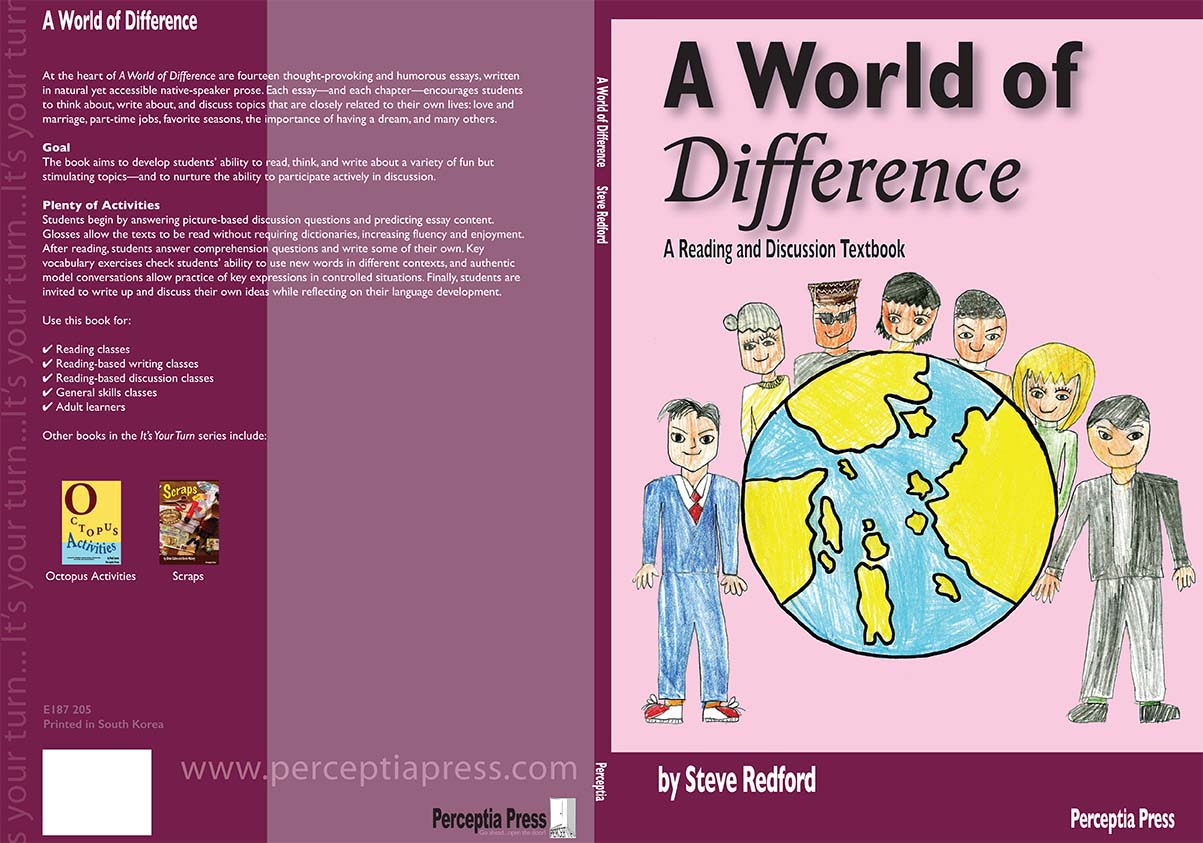 It's your turn...It's your turn...It's your turn...It's your turn
A World of Difference
At the heart of A World of Difference are fourteen thought-provoking and humorous essays, written
in natural yet accessible native-speaker prose. Each essay—and each chapter—encourages students
to think about, write about, and discuss topics that are closely related to their own lives: love and
marriage, part-time jobs, favorite seasons, the importance of having a dream, and many others.
Goal
The book aims to develop students' ability to read, think, and write about a variety of fun but
stimulating topics—and to nurture the ability to participate actively in discussion.
Plenty of Activities
Students begin by answering picture-based discussion questions and predicting essay content.
Glosses allow the texts to be read without requiring dictionaries, increasing fluency and enjoyment.
After reading, students answer comprehension questions and write some of their own. Key
vocabulary exercises check students' ability to use new words in different contexts, and authentic
model conversations allow practice of key expressions in controlled situations. Finally, students are
invited to write up and discuss their own ideas while reflecting on their language development.
Use this book for:
✔ Reading classes
✔ Reading-based writing classes
✔ Reading-based discussion classes
✔ General skills classes
✔ Adult learners
Other books in the It's Your Turn series include:
OCTOPUS
Activities
Scraps
Octopus Activities
Scraps
E187 205
Printed in South Korea
www.perceptiapress.com
Perceptia Press
Go ahead...open the door!
A World of Difference
Steve Redford
Perceptia
A World of
Difference
A Reading and Discussion Textbook
by Steve Redford
Perceptia Press